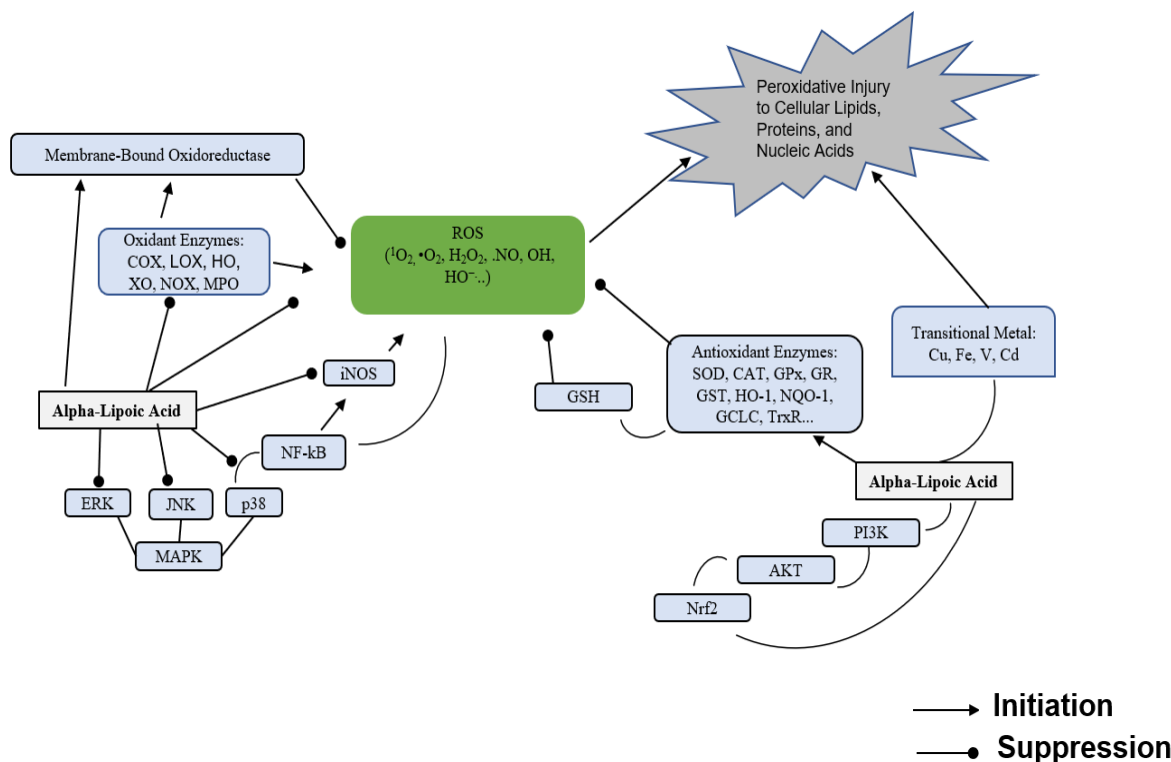 Peroxidative Injury
to Cellular Lipids,
Proteins, and
Nucleic Acids
Membrane-Bound Oxidoreductase
Oxidant Enzymes:
COX, LOX, HO,
XO, NOX, MPO
ROS
(¹O₂, •O₂, H₂O₂, .NO, OH,
HO⁻·..)
Transitional Metal:
Cu, Fe, V, Cd
Antioxidant Enzymes:
SOD, CAT, GPx, GR,
GST, HO-1, NQO-1,
GCLC, TrxR...
iNOS
GSH
Alpha-Lipoic Acid
NF-kB
Alpha-Lipoic Acid
ERK
JNK
p38
MAPK
PI3K
AKT
Nrf2
Initiation
Suppression